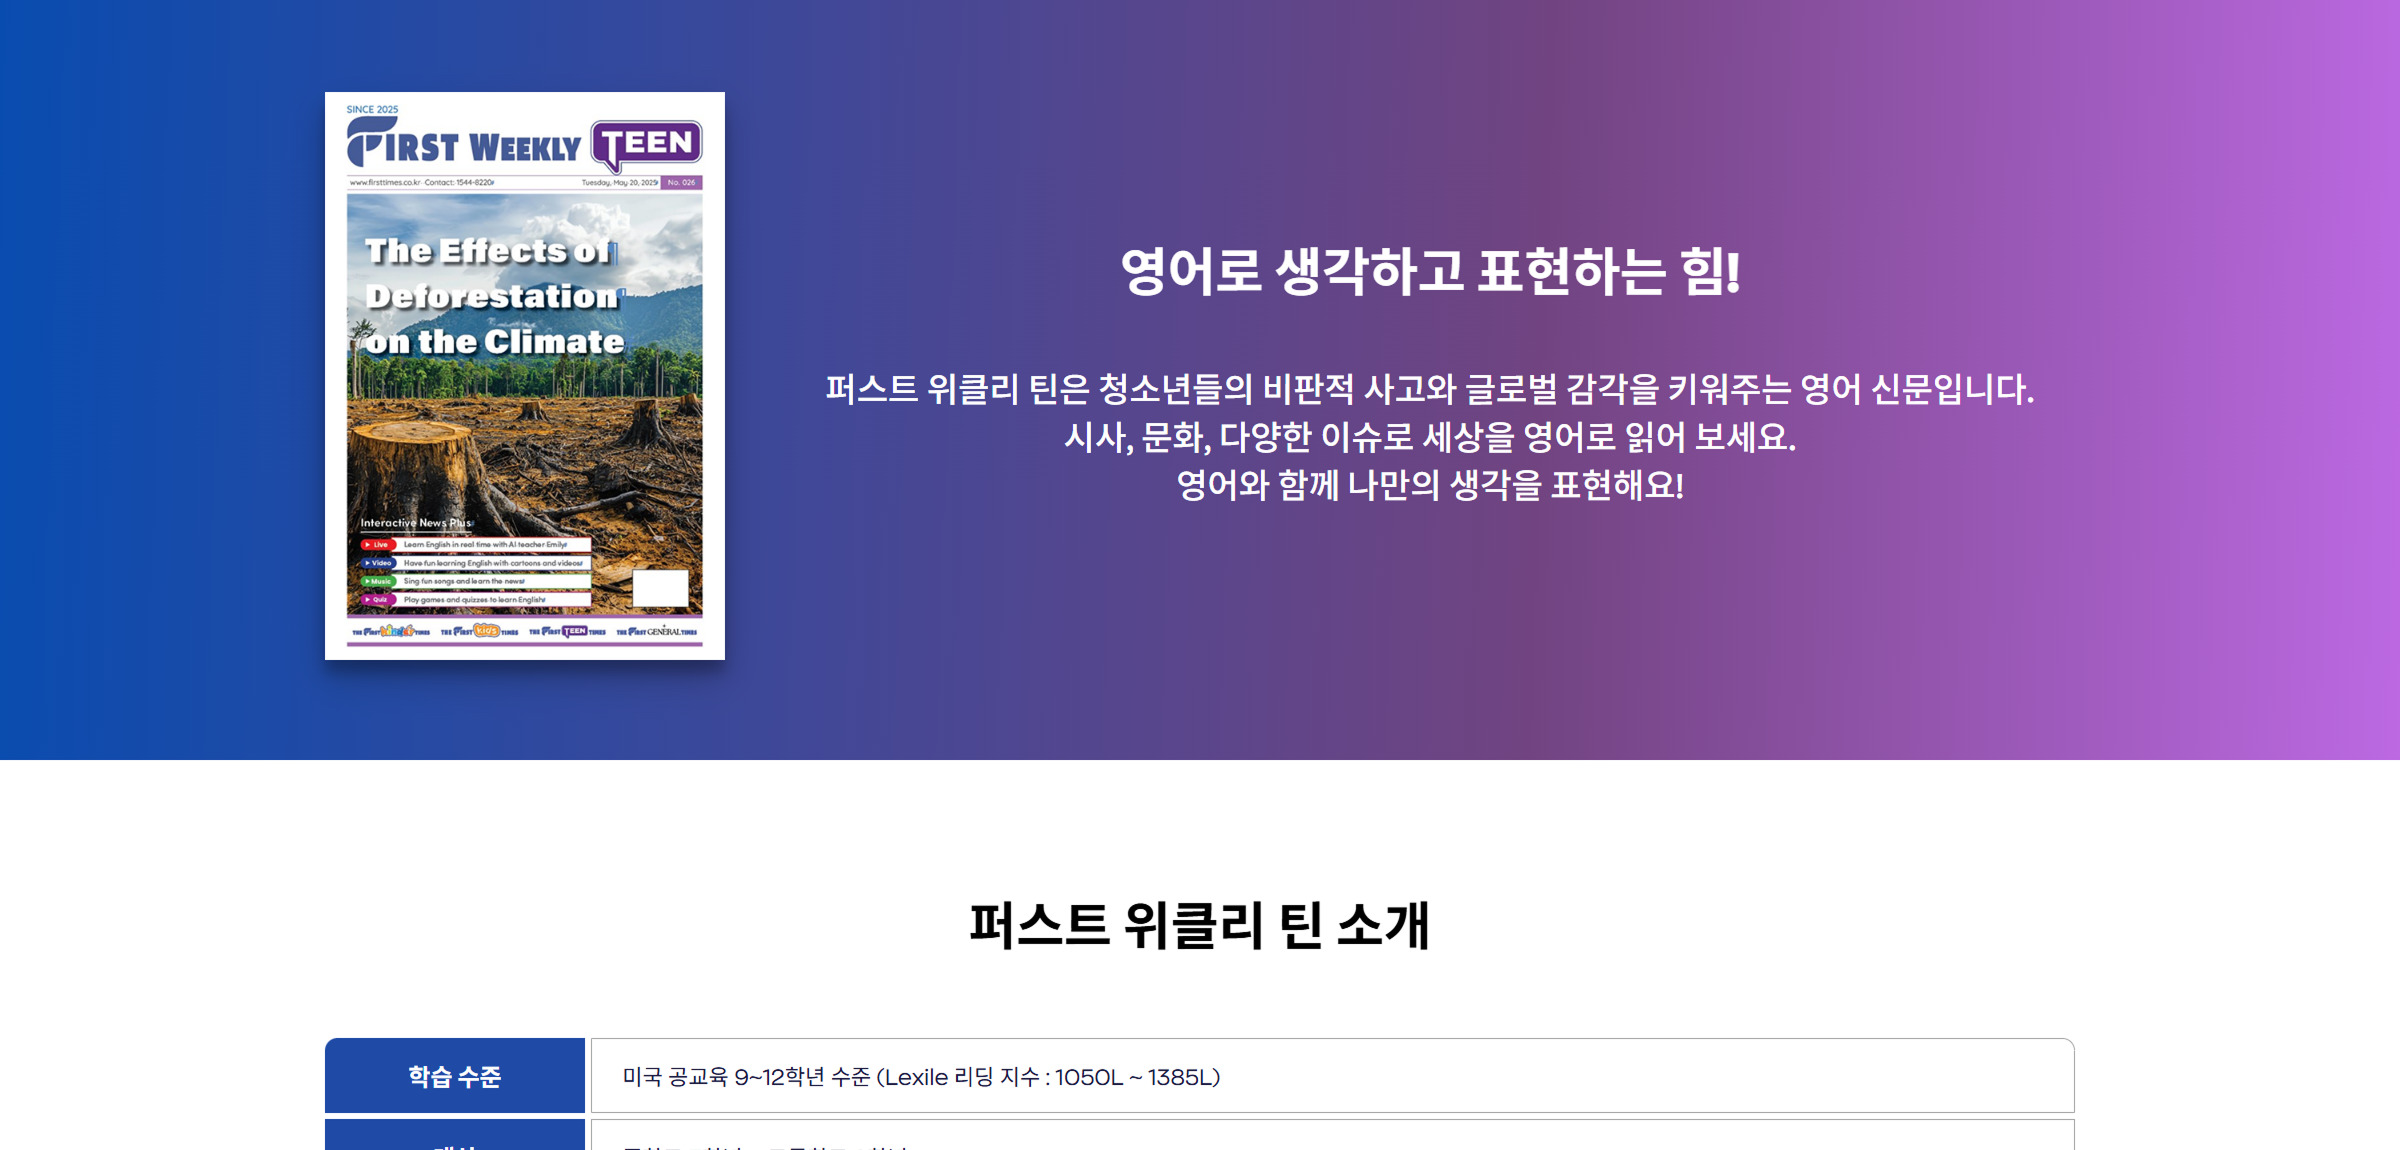 SINCE 2025
FIRST WEEKLY TEEN
www.firsttimes.co.kr Contact: 1544-8220
Tuesday, May 20, 2025 No. 026
The Effects of
Deforestation
on the Climate
Interactive News Plus
Live Learn English in real time with AI teacher Emily
Video Have fun learning English with cartoons and videos
Music Sing fun songs and learn the news
Quiz Play games and quizzes to learn English
THE FIRST KINDER TIMES THE FIRST KIDS TIMES THE FIRST TEEN TIMES THE FIRST GENERAL TIMES
영어로 생각하고 표현하는 힘!
퍼스트 위클리 틴은 청소년들의 비판적 사고와 글로벌 감각을 키워주는 영어 신문입니다.
시사, 문화, 다양한 이슈로 세상을 영어로 읽어 보세요.
영어와 함께 나만의 생각을 표현해요!
퍼스트 위클리 틴 소개
학습 수준
미국 공교육 9~12학년 수준 (Lexile 리딩 지수 : 1050L ~ 1385L)